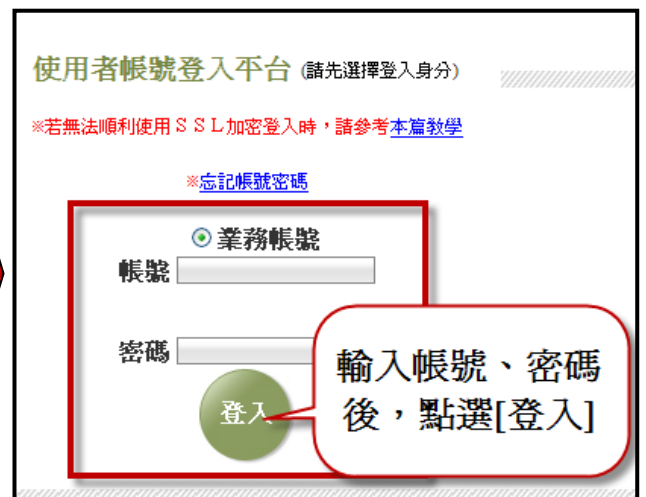 使用者帳號登入平台 (請先選擇登入身分)
※若無法順利使用ＳＳＬ加密登入時，請參考本篇教學
※忘記帳號密碼
業務帳號
帳號
密碼
登入
輸入帳號、密碼
後，點選[登入]